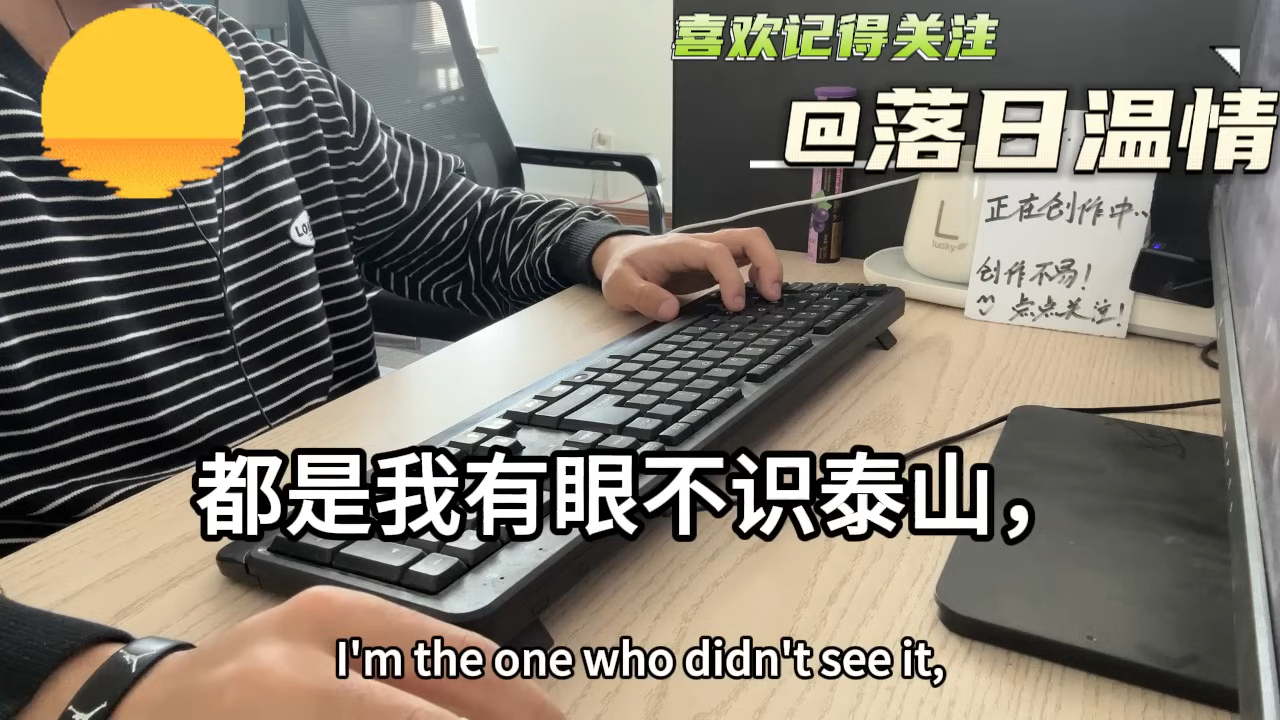 喜欢记得关注
@落日温情
L
lucky
正在创作中..
创作不易!
点点关注!
都是我有眼不识泰山，
I'm the one who didn't see it,